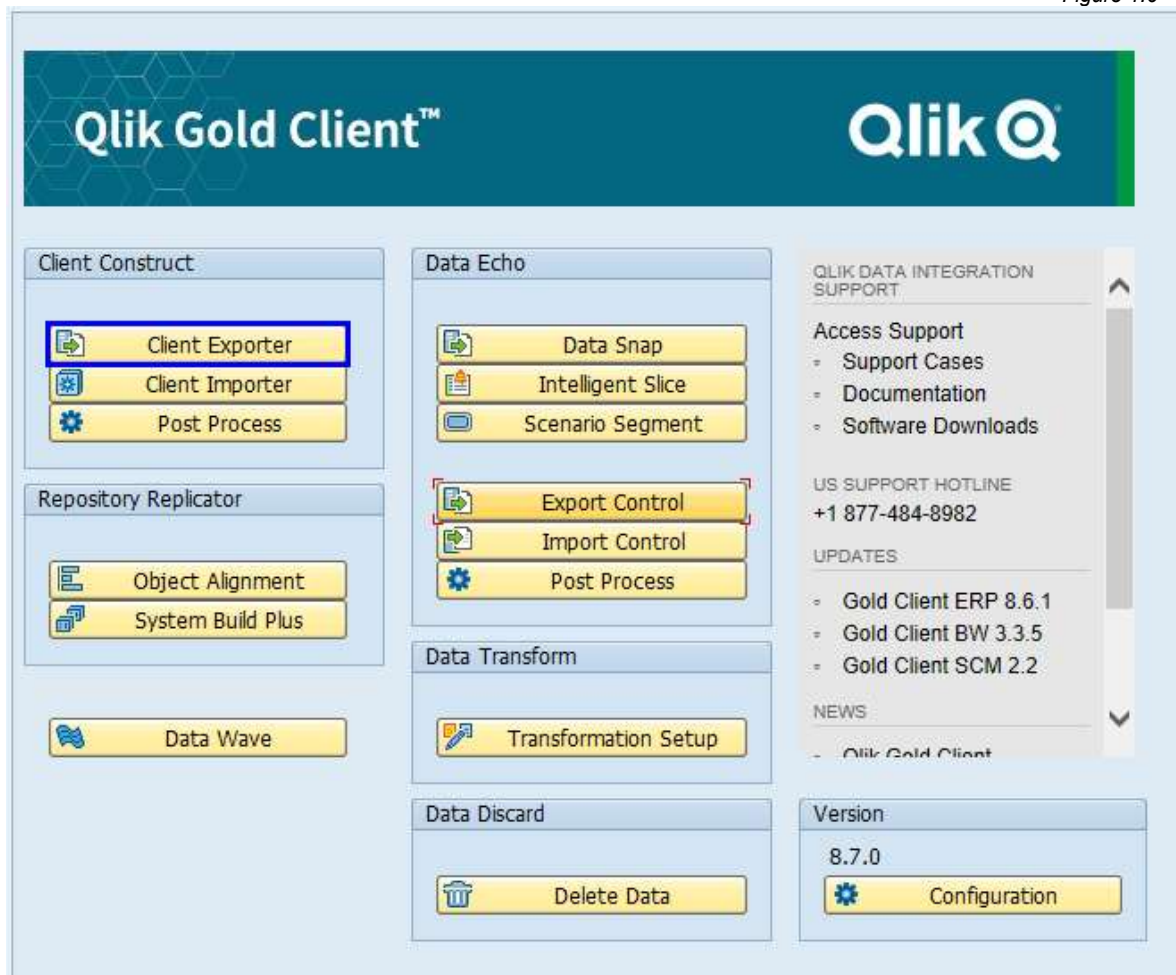 Qlik Gold Client™
Qlik
Client Construct
Client Exporter
Client Importer
Post Process
Repository Replicator
Object Alignment
System Build Plus
Data Wave
Data Echo
Data Snap
Intelligent Slice
Scenario Segment
Export Control
Import Control
Post Process
Data Transform
Transformation Setup
Data Discard
Delete Data
QLIK DATA INTEGRATION
SUPPORT
Access Support
Support Cases
Documentation
Software Downloads
US SUPPORT HOTLINE
+1 877-484-8982
UPDATES
Gold Client ERP 8.6.1
Gold Client BW 3.3.5
Gold Client SCM 2.2
NEWS
Qlik Gold Client
Version
8.7.0
Configuration